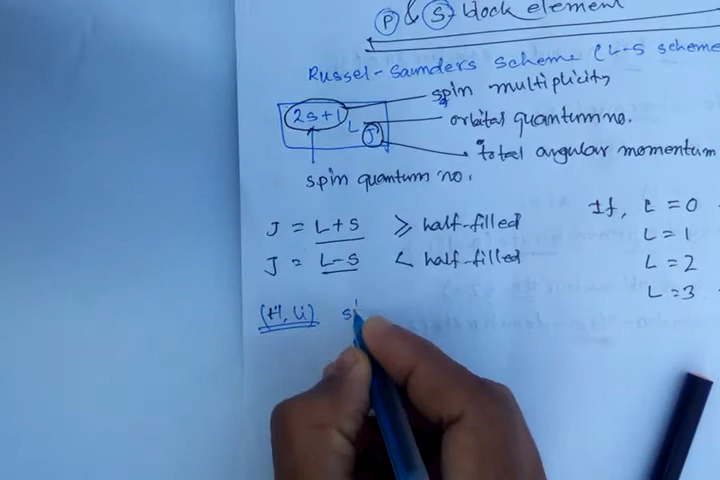 (P) & (S)-block element
Russel-Saunders scheme (L-S scheme
2s+1 L J
spin multiplicity
orbital quantum no.
total angular momentum
spin quantum no.
J = L+S ≥ half-filled
J = L-S < half-filled
If, L = 0
L = 1
L = 2
L = 3
(H, Li) s¹